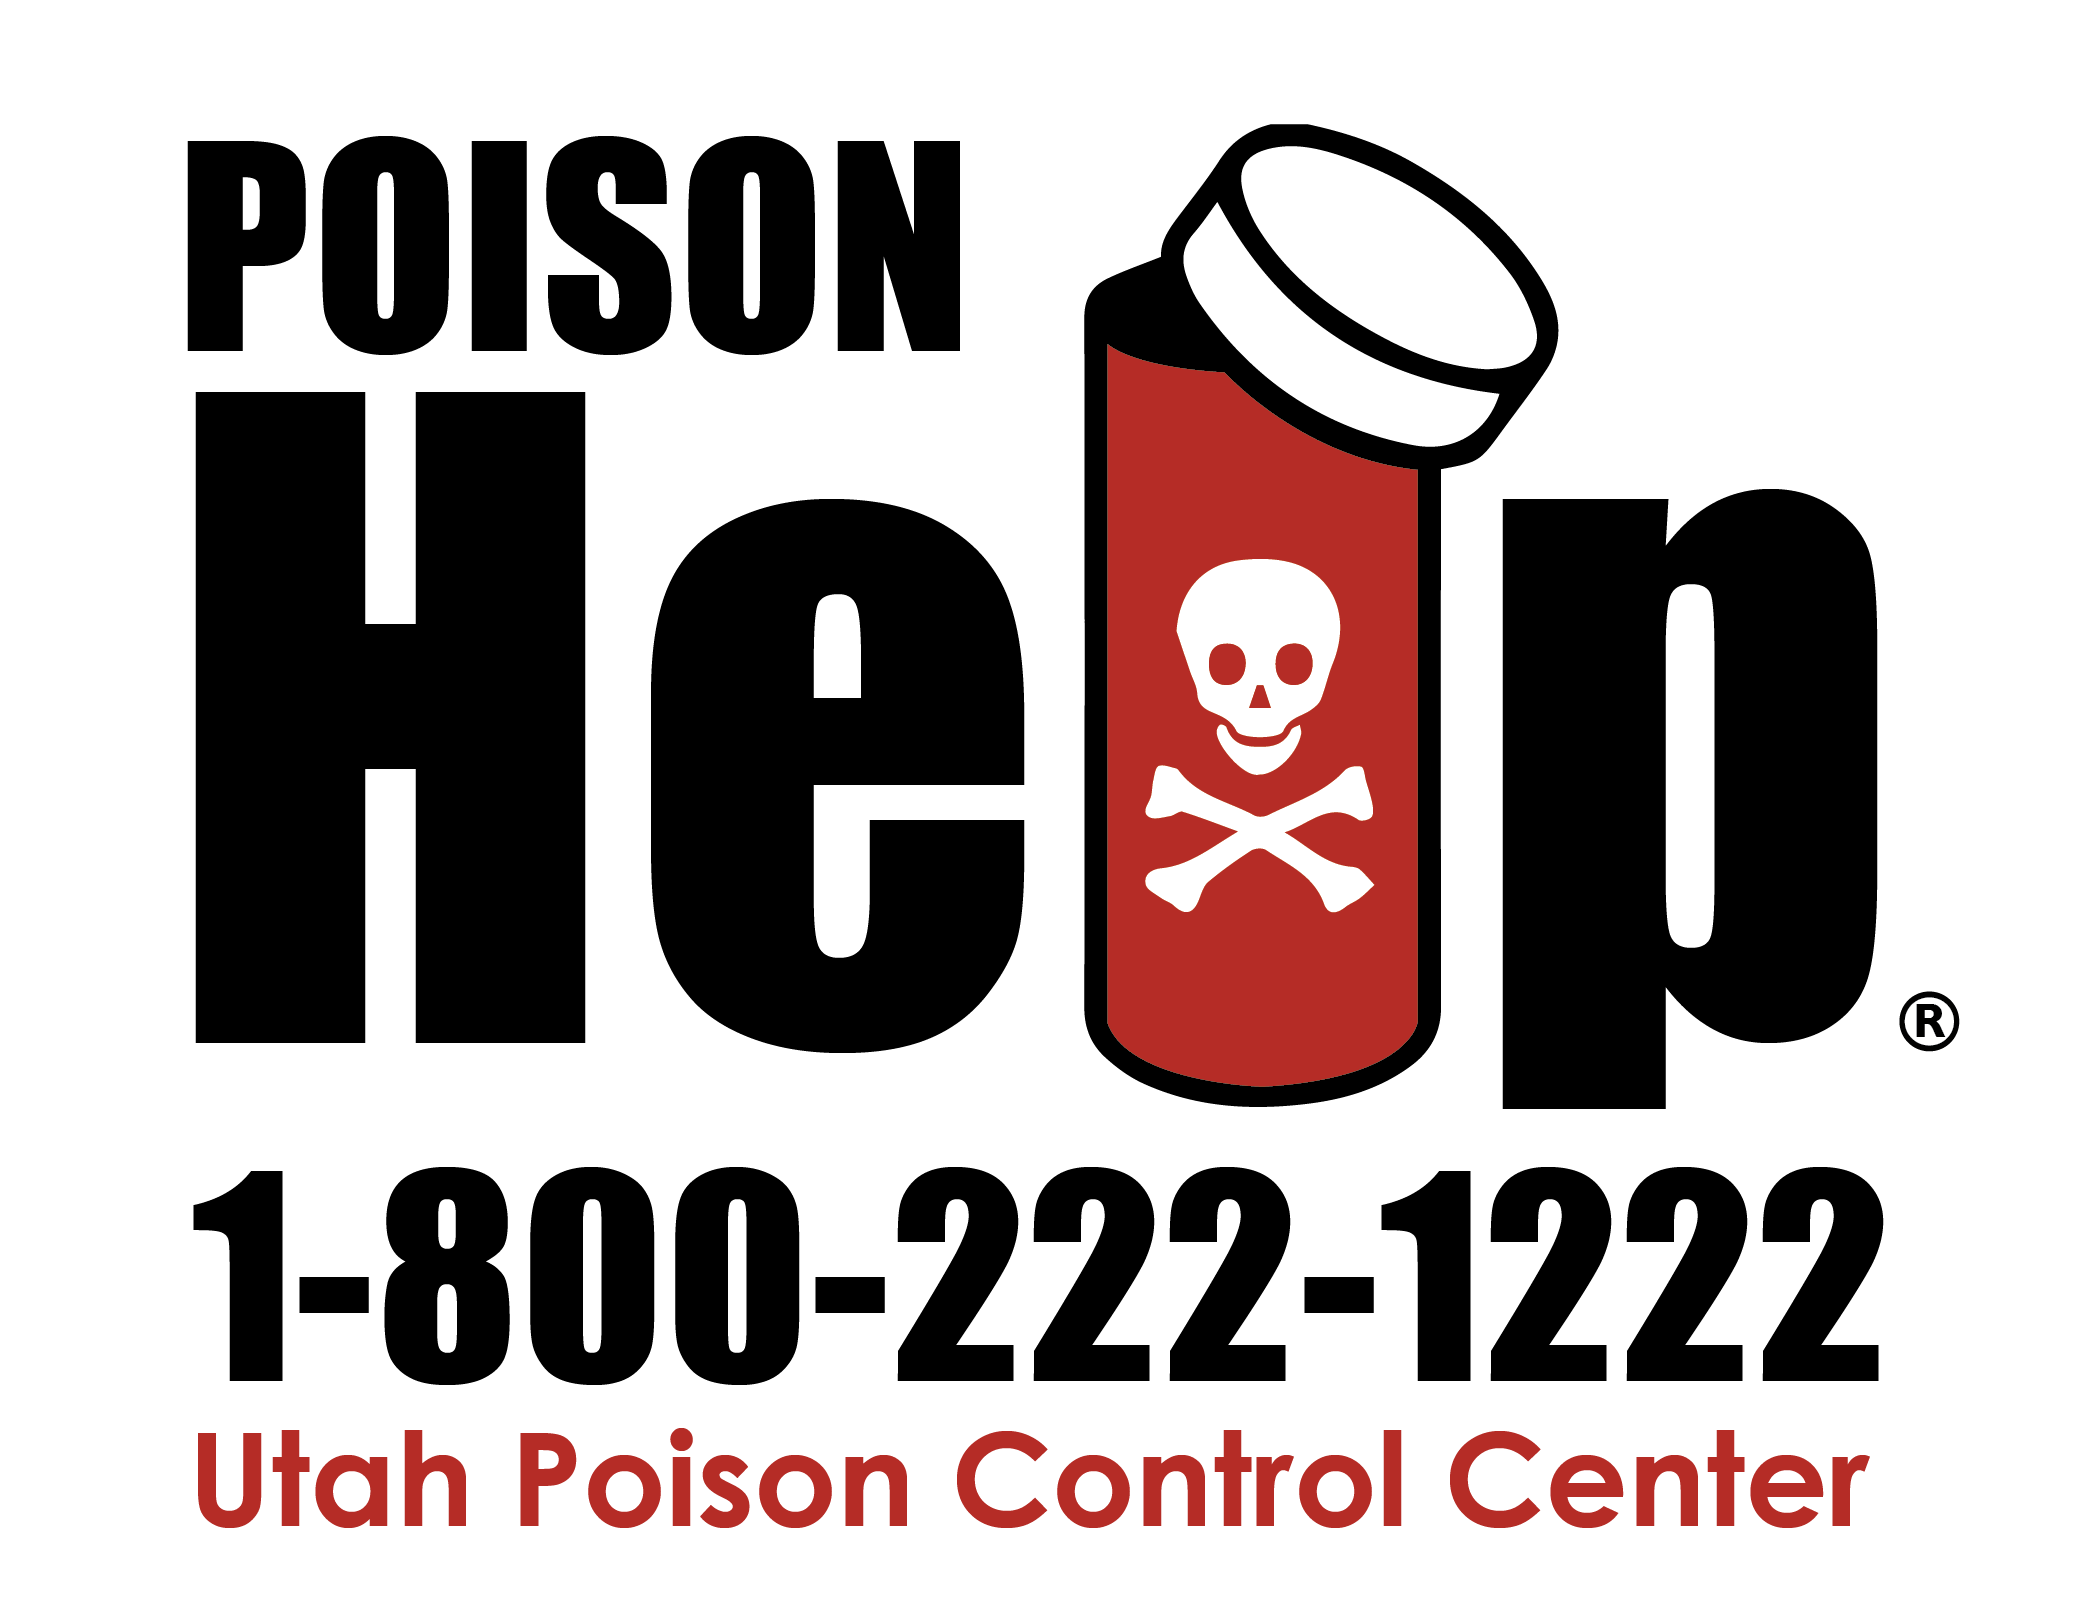 POISON
Help®
1-800-222-1222
Utah Poison Control Center